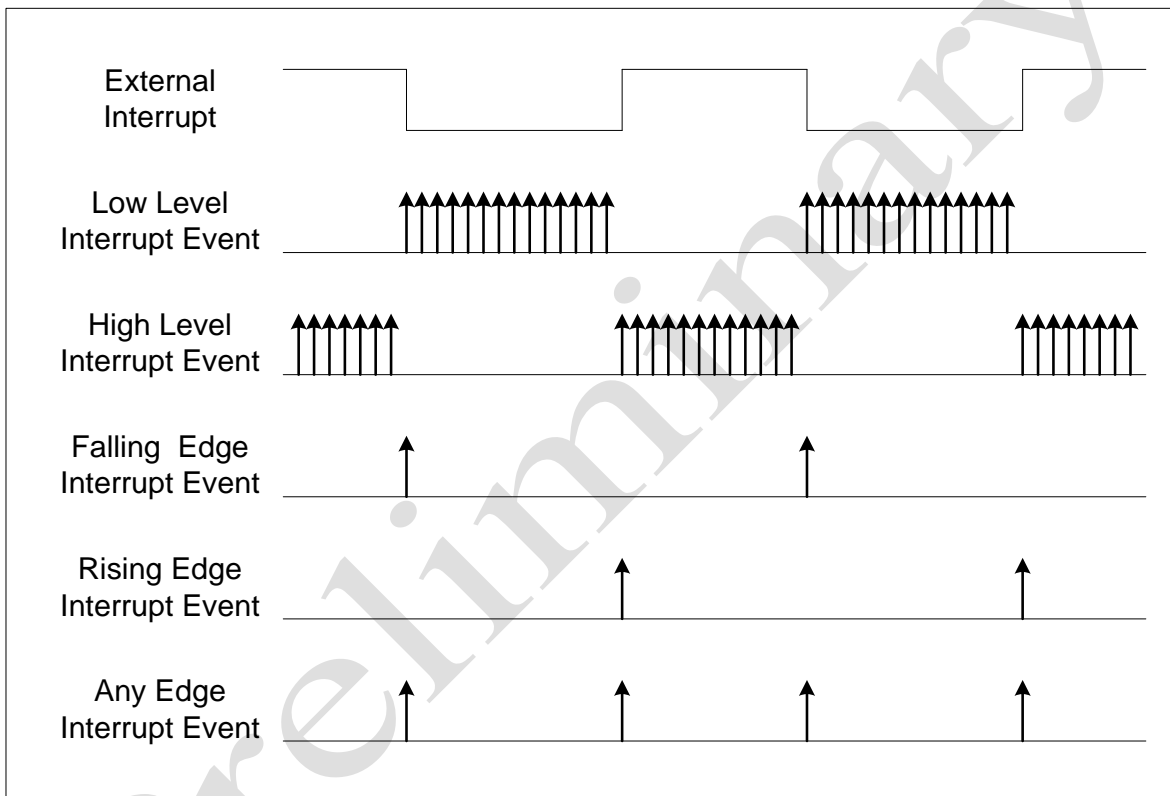 External
Interrupt
Low Level
Interrupt Event
High Level
Interrupt Event
Falling Edge
Interrupt Event
Rising Edge
Interrupt Event
Any Edge
Interrupt Event
reliminary